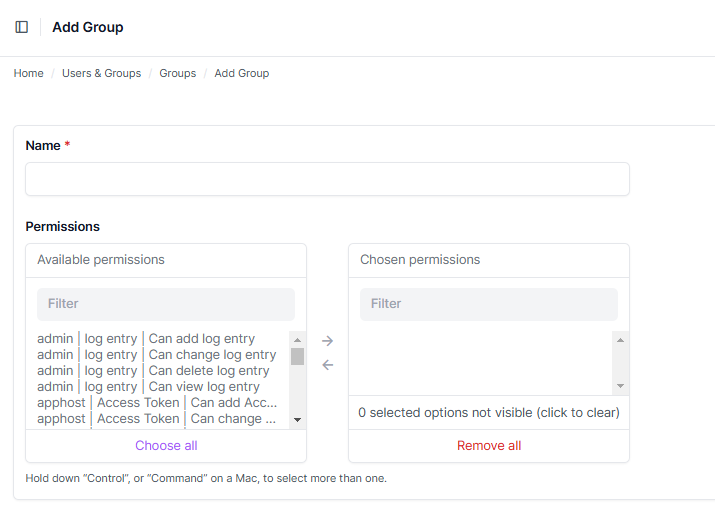 Add Group
Home / Users & Groups / Groups / Add Group
Name *
Permissions
Available permissions
Filter
admin | log entry | Can add log entry
admin | log entry | Can change log entry
admin | log entry | Can delete log entry
admin | log entry | Can view log entry
apphost | Access Token | Can add Acc...
apphost | Access Token | Can change ...
Choose all
Chosen permissions
Filter
0 selected options not visible (click to clear)
Remove all
Hold down “Control”, or “Command” on a Mac, to select more than one.